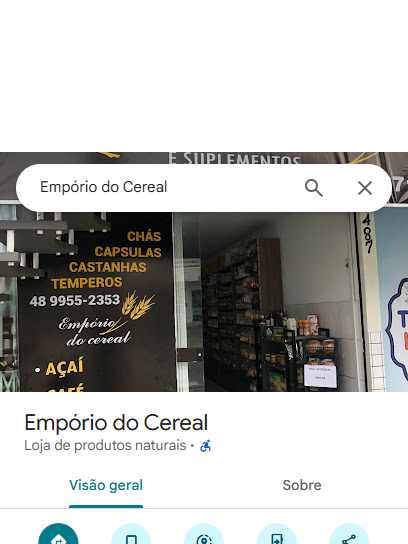 E SUPLEMENTOS
Empório do Cereal
7
487
CHÁS
CAPSULAS
CASTANHAS
TEMPEROS
48 9955-2353
Empório
do cereal
• AÇAÍ
CAFÉ
Empório do Cereal
Loja de produtos naturais •
Visão geral
Sobre